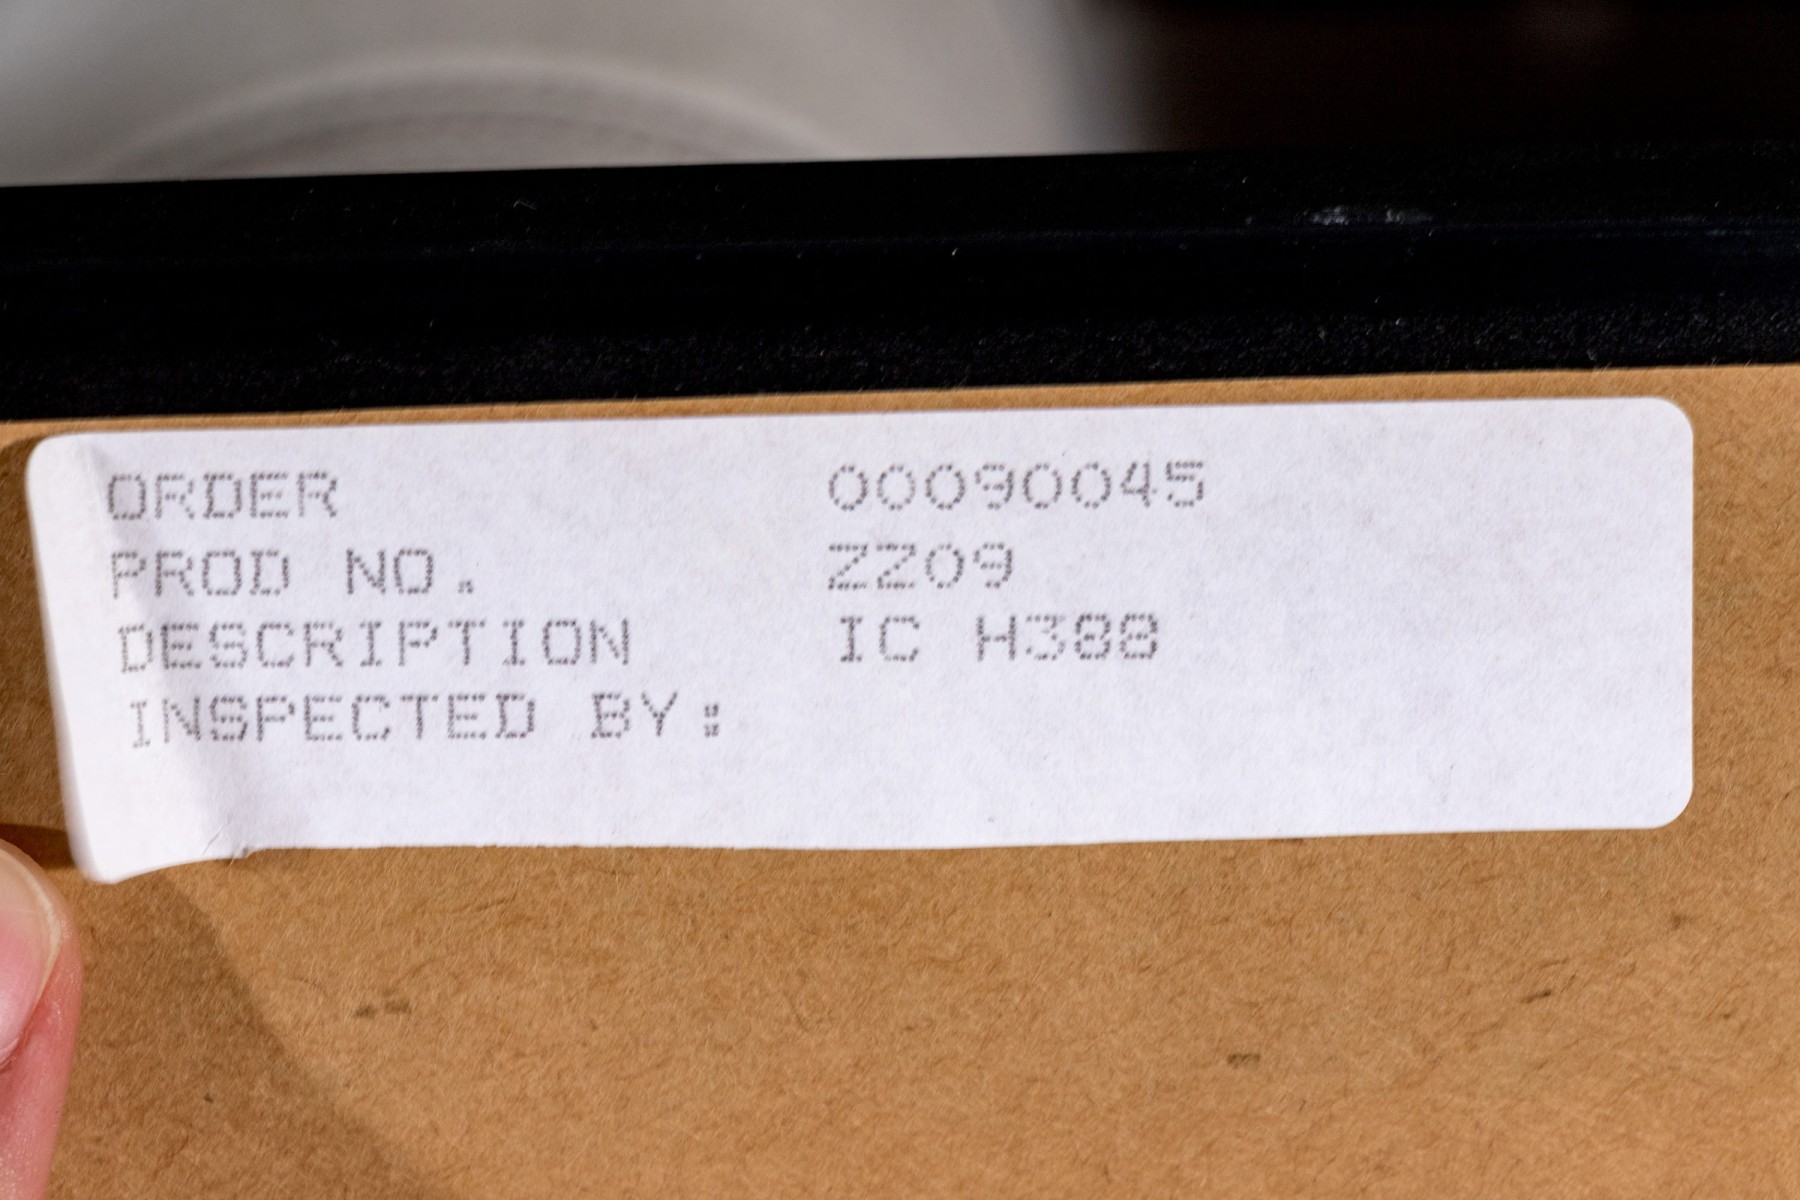 ORDER 00090045
PROD NO. ZZ09
DESCRIPTION IC H388
INSPECTED BY: